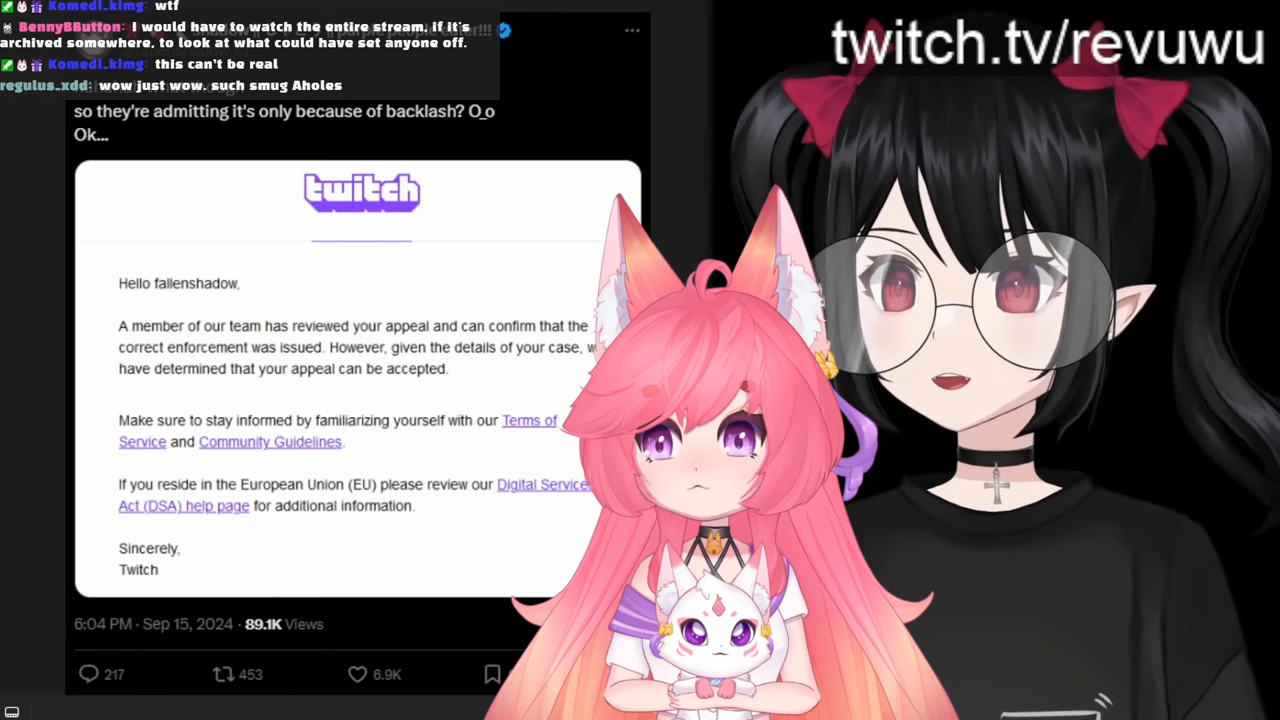 Komedi_kimg: wtf
BennyBButton: I would have to watch the entire stream, if it's
archived somewhere, to look at what could have set anyone off.
Komedi_kimg: this can't be real
regulus_xdd: wow just wow. such smug Aholes
twitch.tv/revuwu
so they're admitting it's only because of backlash? O_o
Ok...
twitch
Hello fallenshadow,
A member of our team has reviewed your appeal and can confirm that the
correct enforcement was issued. However, given the details of your case, w
have determined that your appeal can be accepted.
Make sure to stay informed by familiarizing yourself with our Terms of
Service and Community Guidelines.
If you reside in the European Union (EU) please review our Digital Service
Act (DSA) help page for additional information.
Sincerely,
Twitch
6:04 PM · Sep 15, 2024 · 89.1K Views
217 453 6.9K